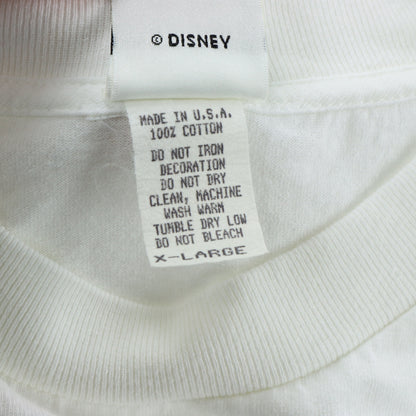 © DISNEY
MADE IN U.S.A.
100% COTTON
DO NOT IRON
DECORATION
DO NOT DRY
CLEAN, MACHINE
WASH WARM
TUMBLE DRY LOW
DO NOT BLEACH
X-LARGE